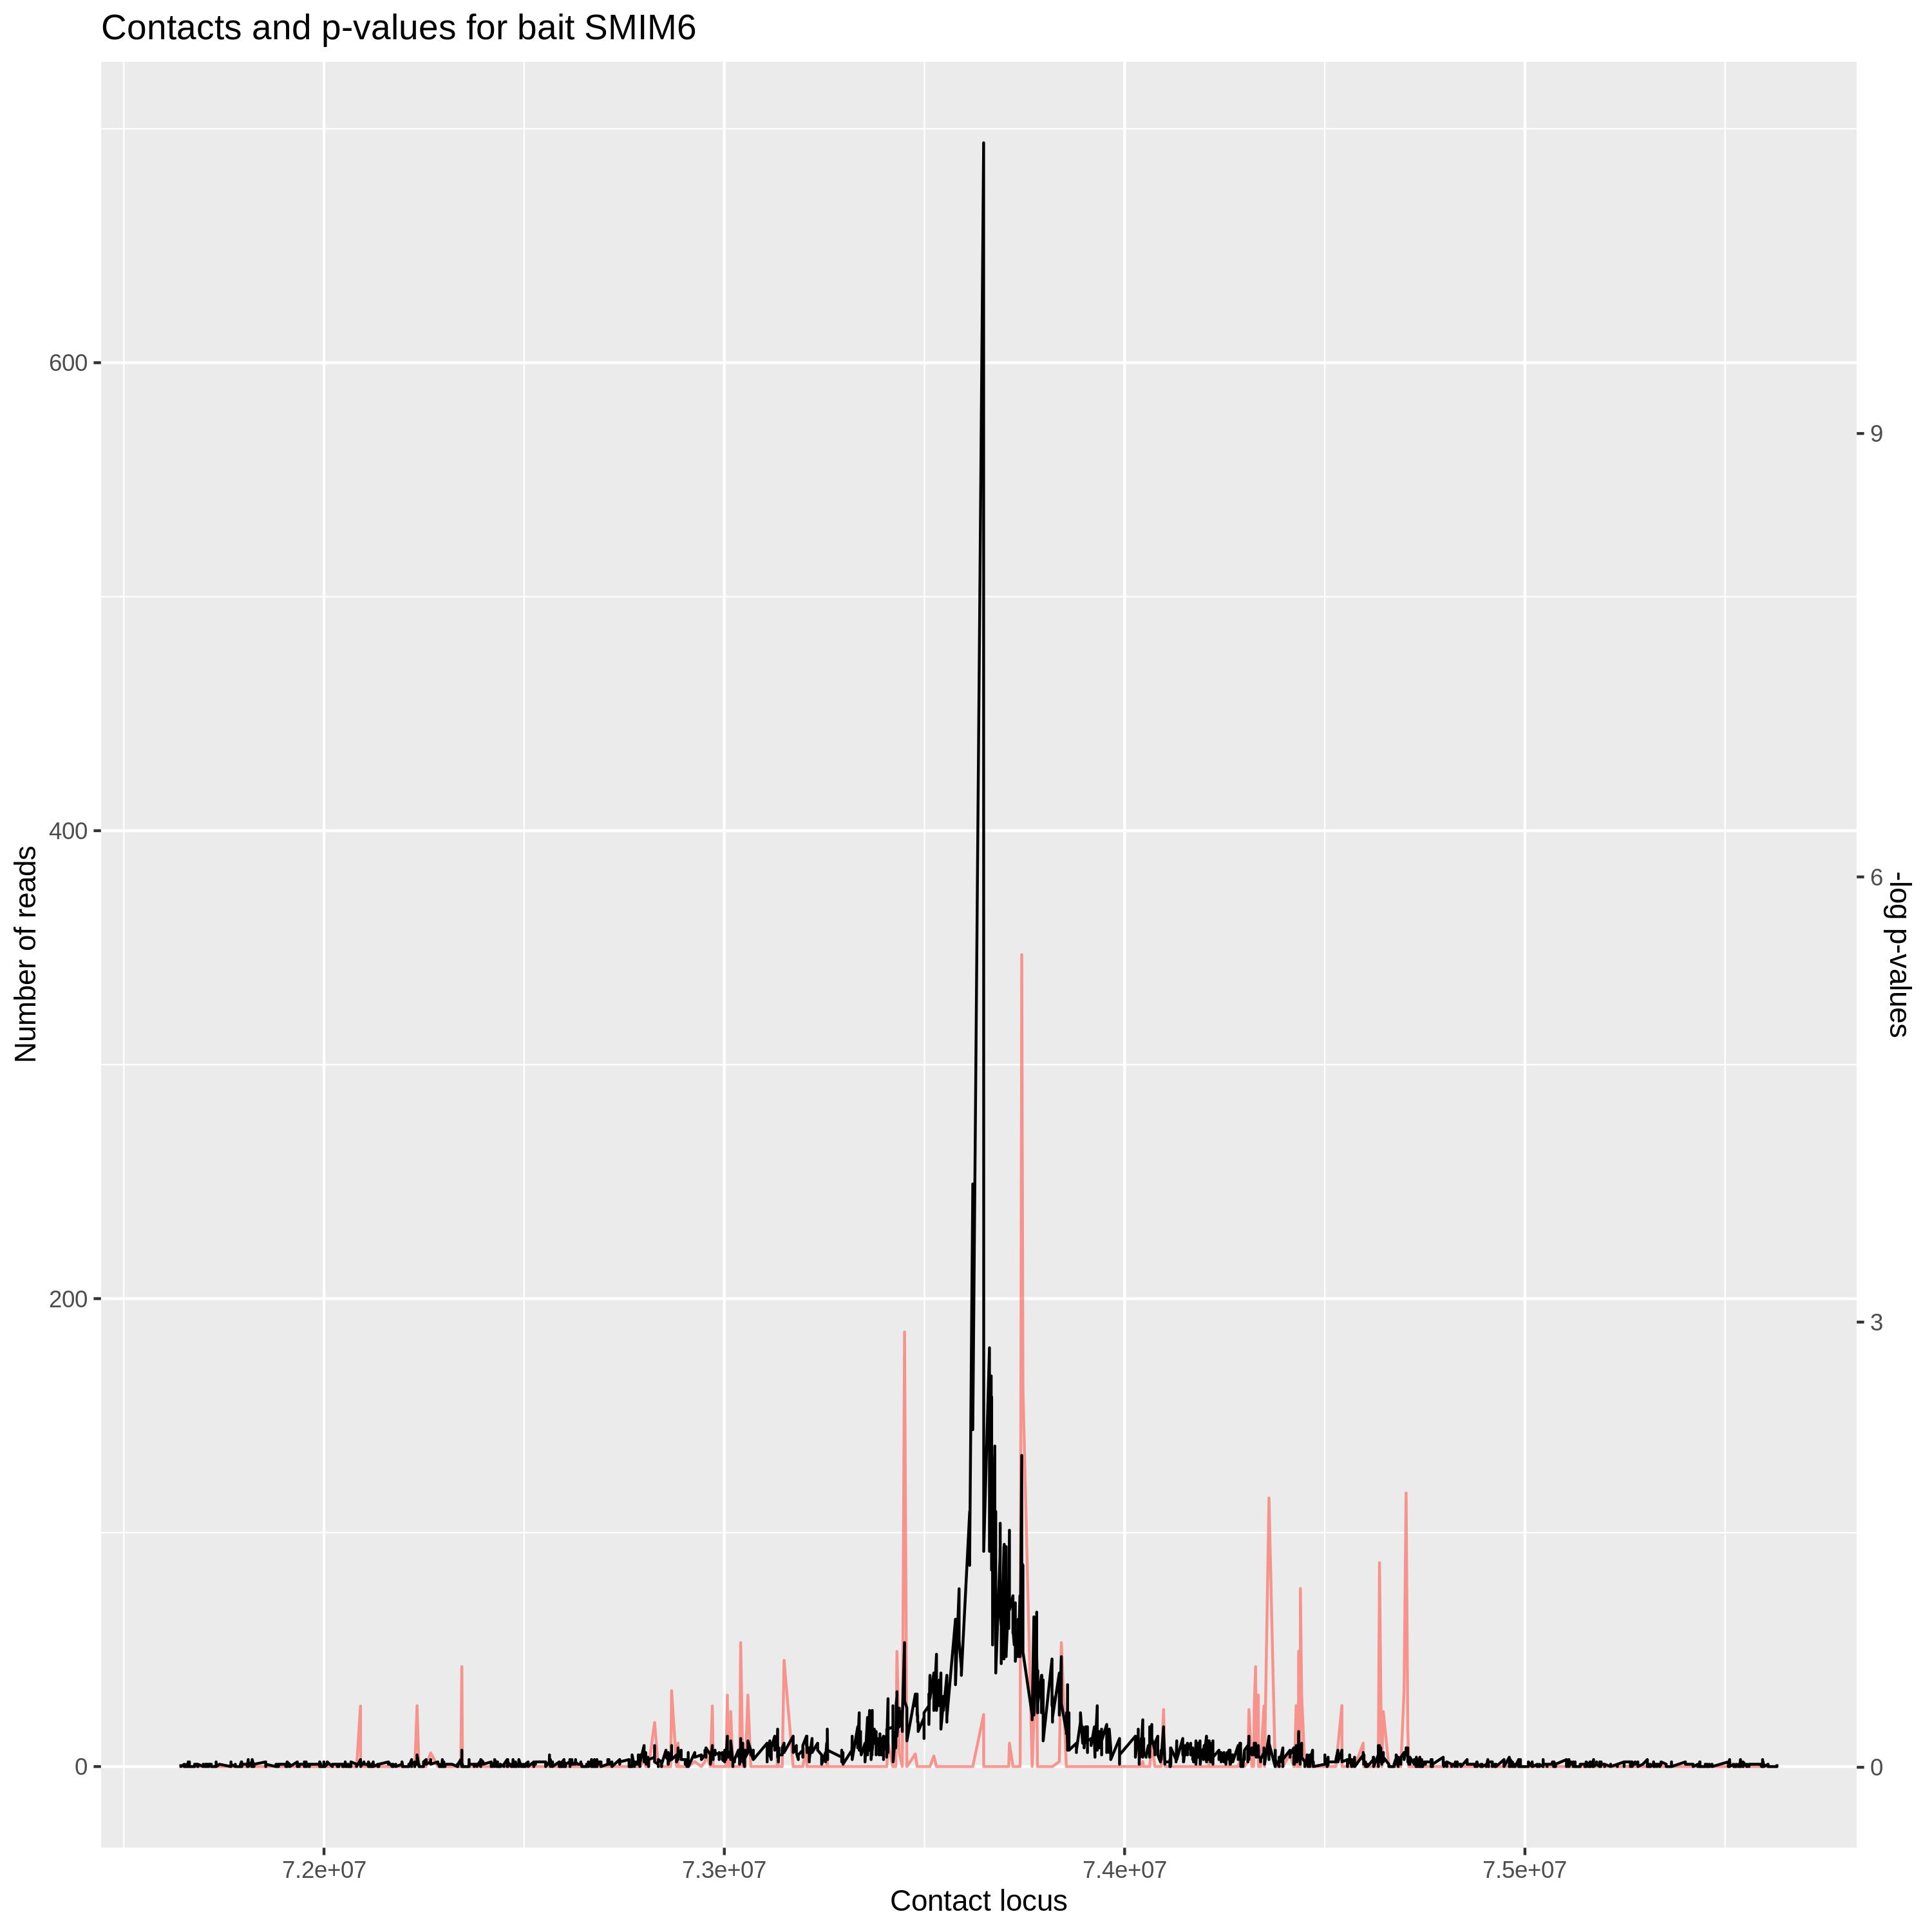 Contacts and p-values for bait SMIM6
Number of reads
600
400
200
0
9
6
3
0
-log p-values
7.2e+07 7.3e+07 7.4e+07 7.5e+07
Contact locus